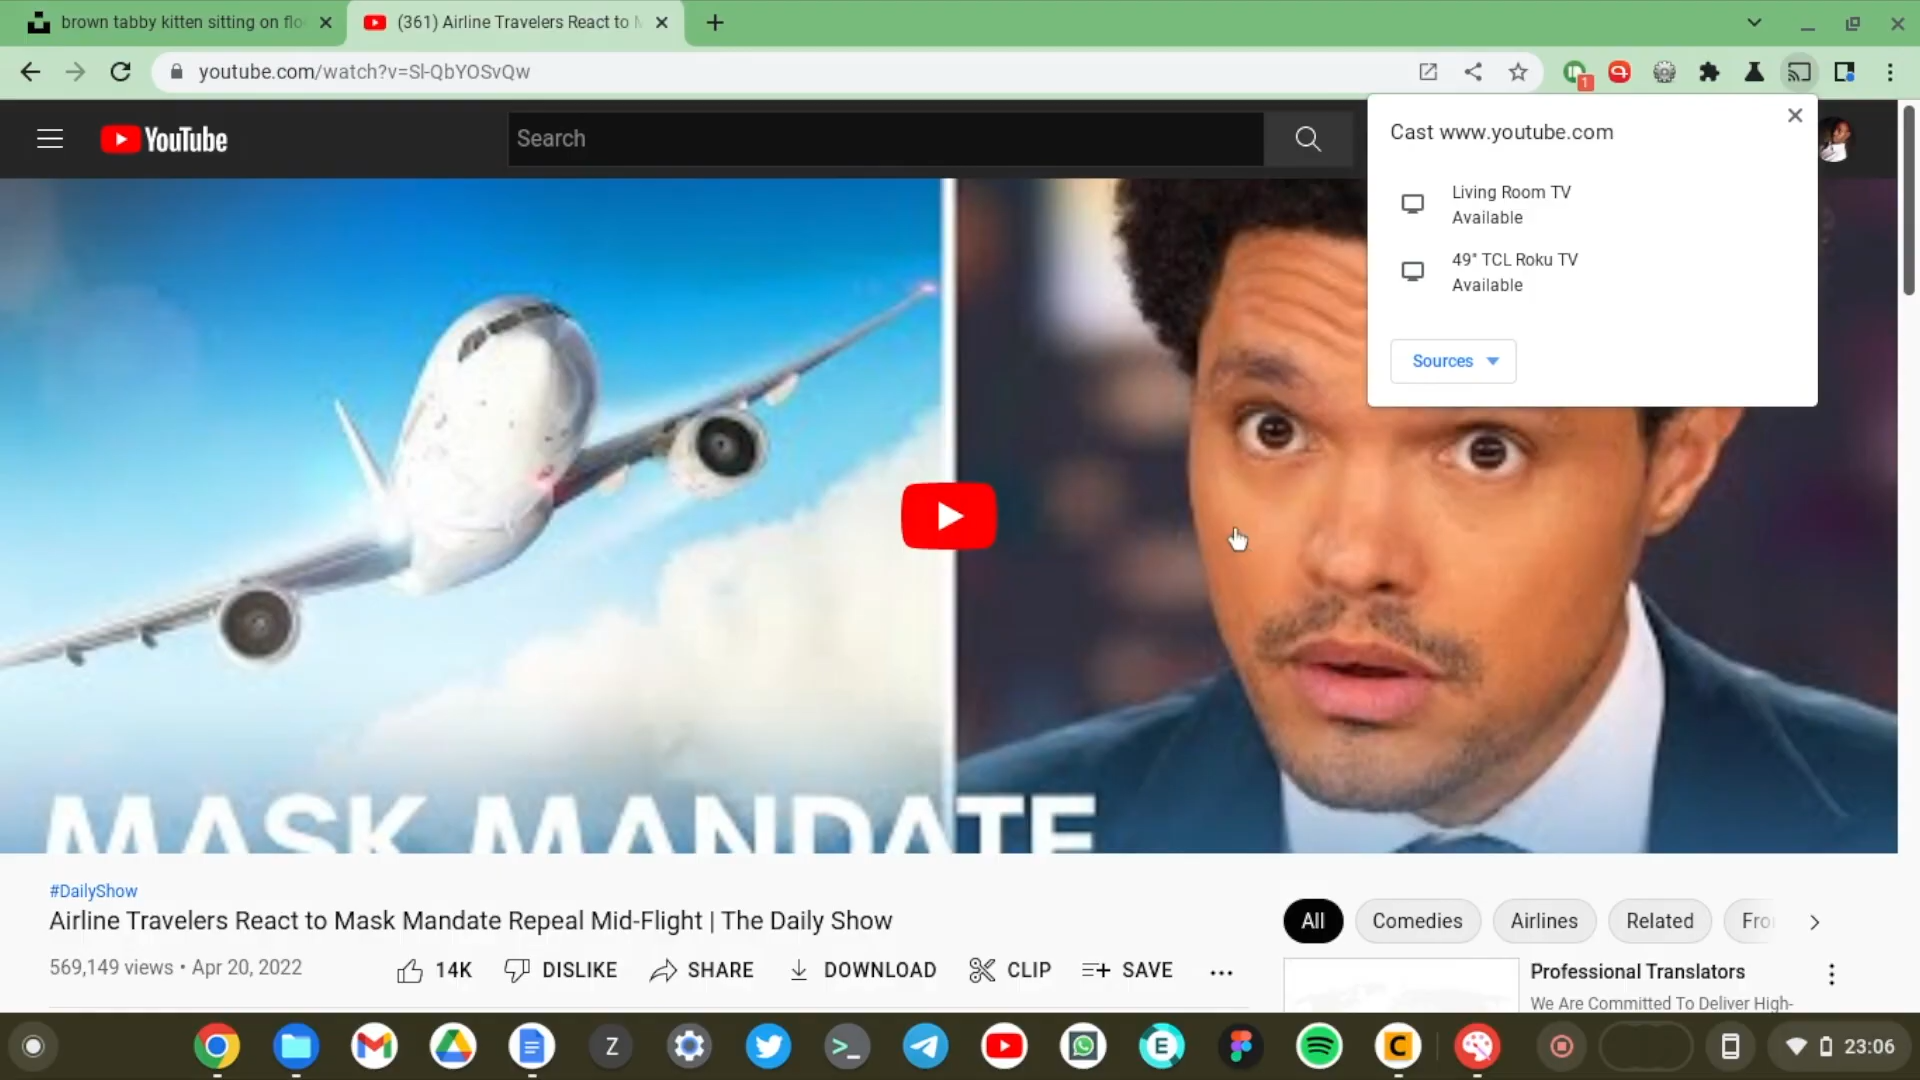 brown tabby kitten sitting on flo
(361) Airline Travelers React to M
youtube.com/watch?v=Sl-QbYOSvQw
1
YouTube
Search
Cast www.youtube.com
Living Room TV
Available
49" TCL Roku TV
Available
Sources
MASK MANDATE
#DailyShow
Airline Travelers React to Mask Mandate Repeal Mid-Flight | The Daily Show
569,149 views • Apr 20, 2022
14K
DISLIKE
SHARE
DOWNLOAD
CLIP
SAVE
All
Comedies
Airlines
Related
Fro
Professional Translators
We Are Committed To Deliver High-
Z
>_
E
C
23:06